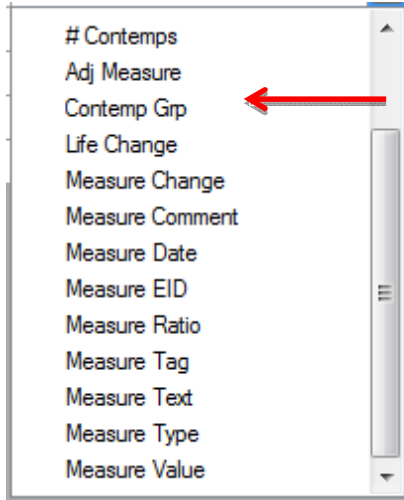 # Contemps
Adj Measure
Contemp Grp
Life Change
Measure Change
Measure Comment
Measure Date
Measure EID
Measure Ratio
Measure Tag
Measure Text
Measure Type
Measure Value